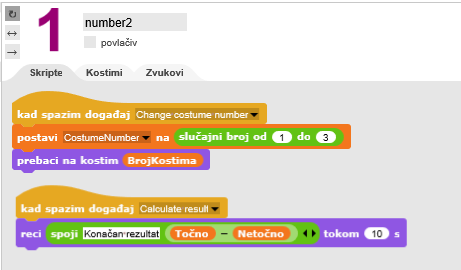 1
number2
povlačiv
Skripte Kostimi Zvukovi
kad spazim događaj Change costume number
postavi CostumeNumber na slučajni broj od 1 do 3
prebaci na kostim BrojKostima
kad spazim događaj Calculate result
reci spoji Konačan rezultat Točno − Netočno tokom 10 s